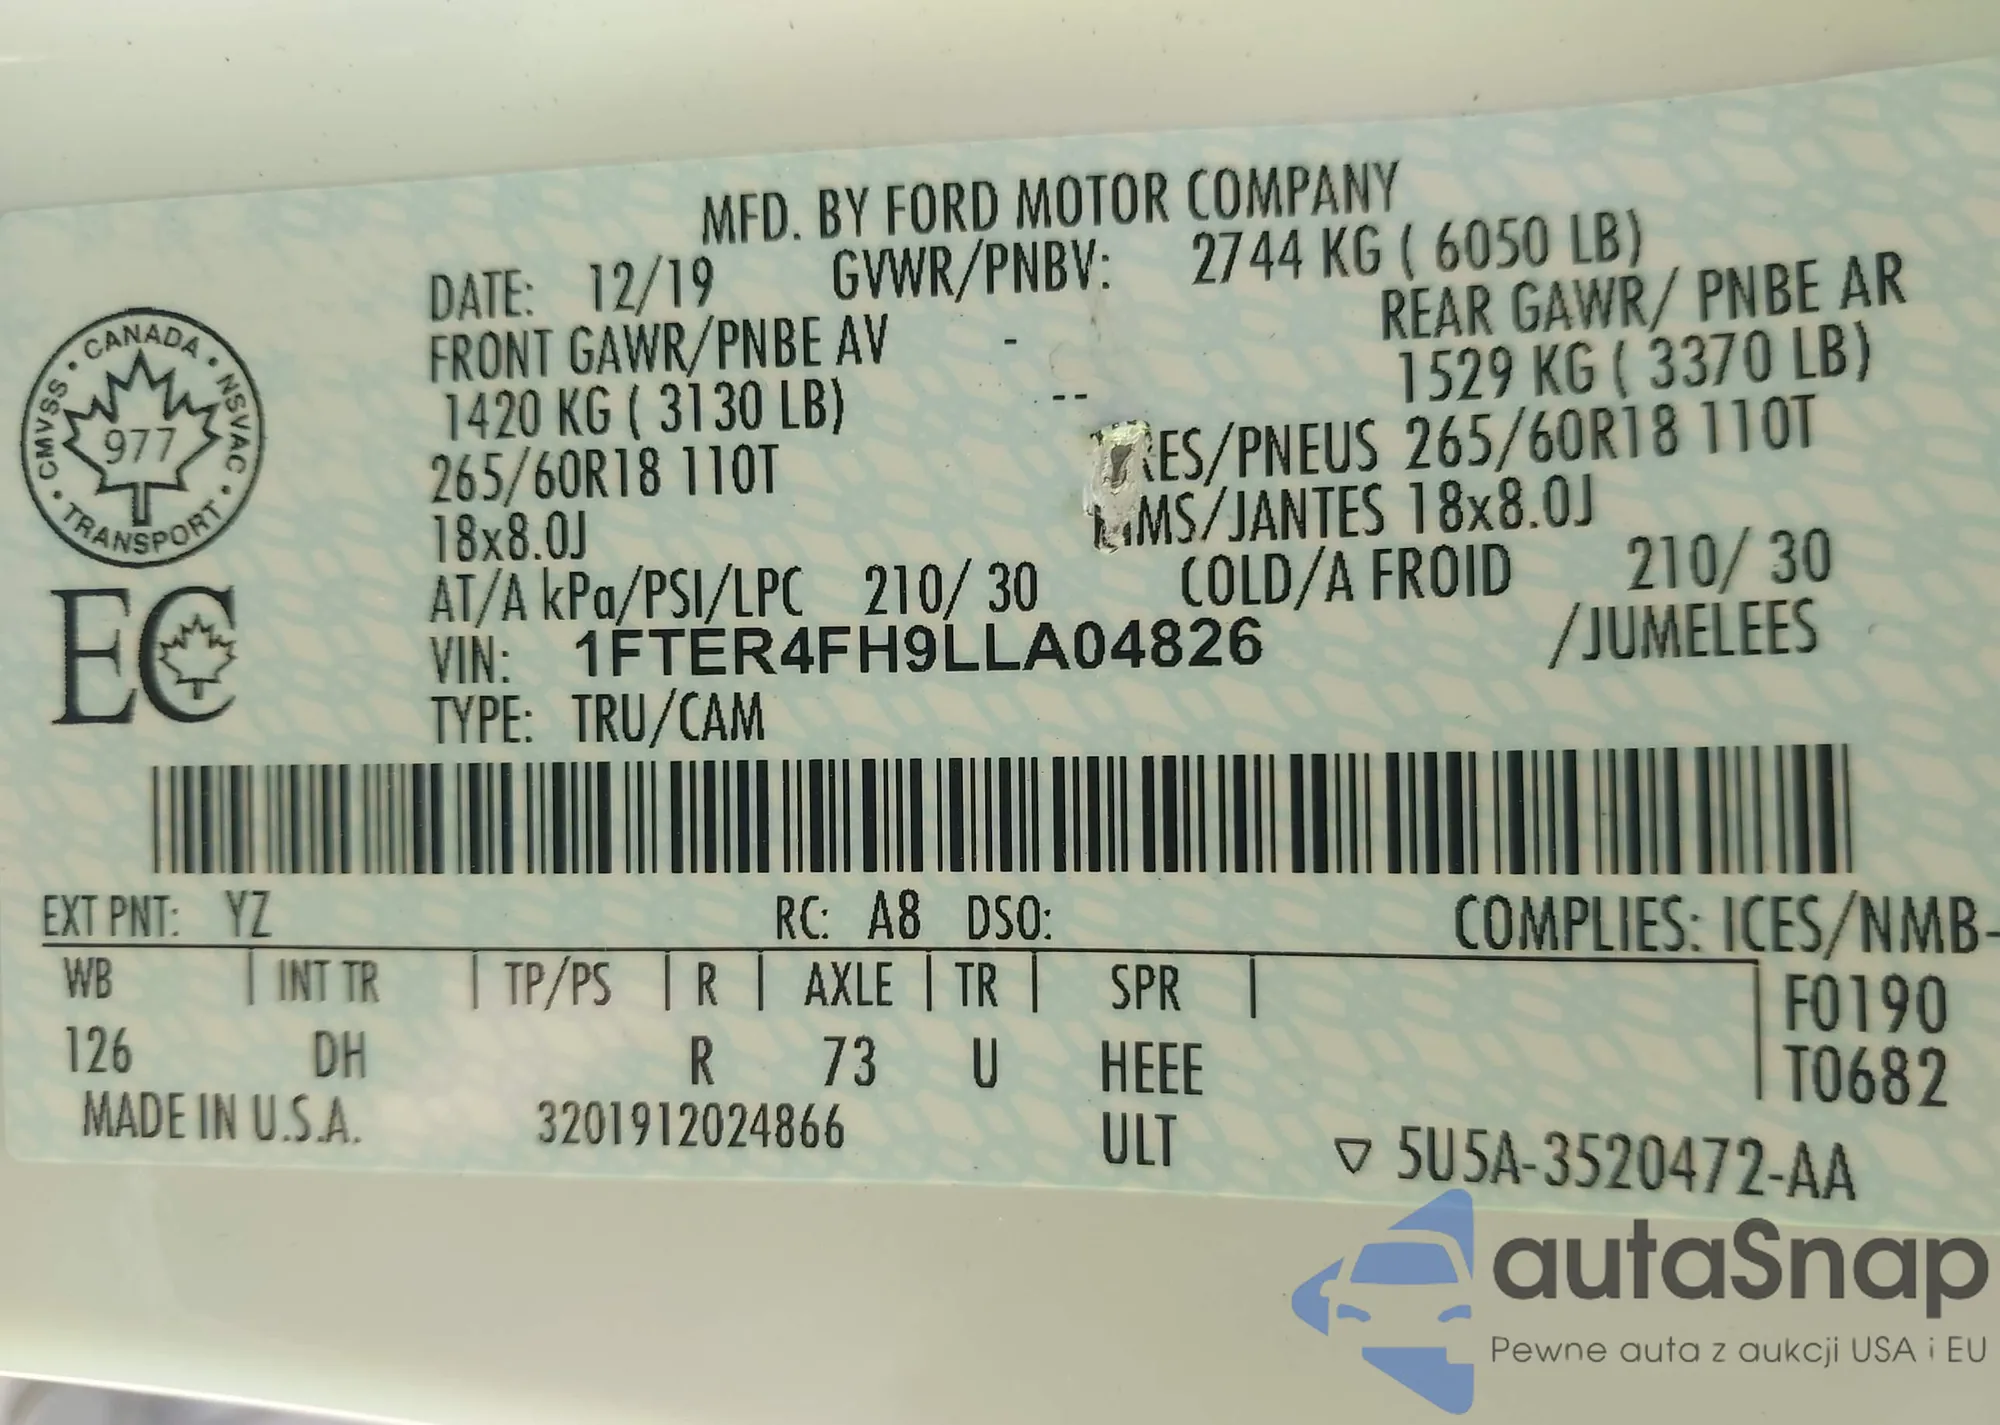 MFD. BY FORD MOTOR COMPANY
DATE: 12/19 GVWR/PNBV: 2744 KG ( 6050 LB)
FRONT GAWR/PNBE AV - REAR GAWR/ PNBE AR
1420 KG ( 3130 LB) -- 1529 KG ( 3370 LB)
265/60R18 110T /PNEUS 265/60R18 110T
18x8.0J /JANTES 18x8.0J
AT/A kPa/PSI/LPC 210/ 30 COLD/A FROID 210/ 30
VIN: 1FTER4FH9LLA04826 /JUMELEES
TYPE: TRU/CAM
CANADA • NSVAC • TRANSPORT • CMVSS •
977
EC
EXT PNT: YZ RC: A8 DSO: COMPLIES: ICES/NMB-
WB | INT TR | TP/PS | R | AXLE | TR | SPR | F0190
126 DH R 73 U HEEE T0682
MADE IN U.S.A. 3201912024866 ULT ▽ 5U5A-3520472-AA
autaSnap
Pewne auta z aukcji USA i EU